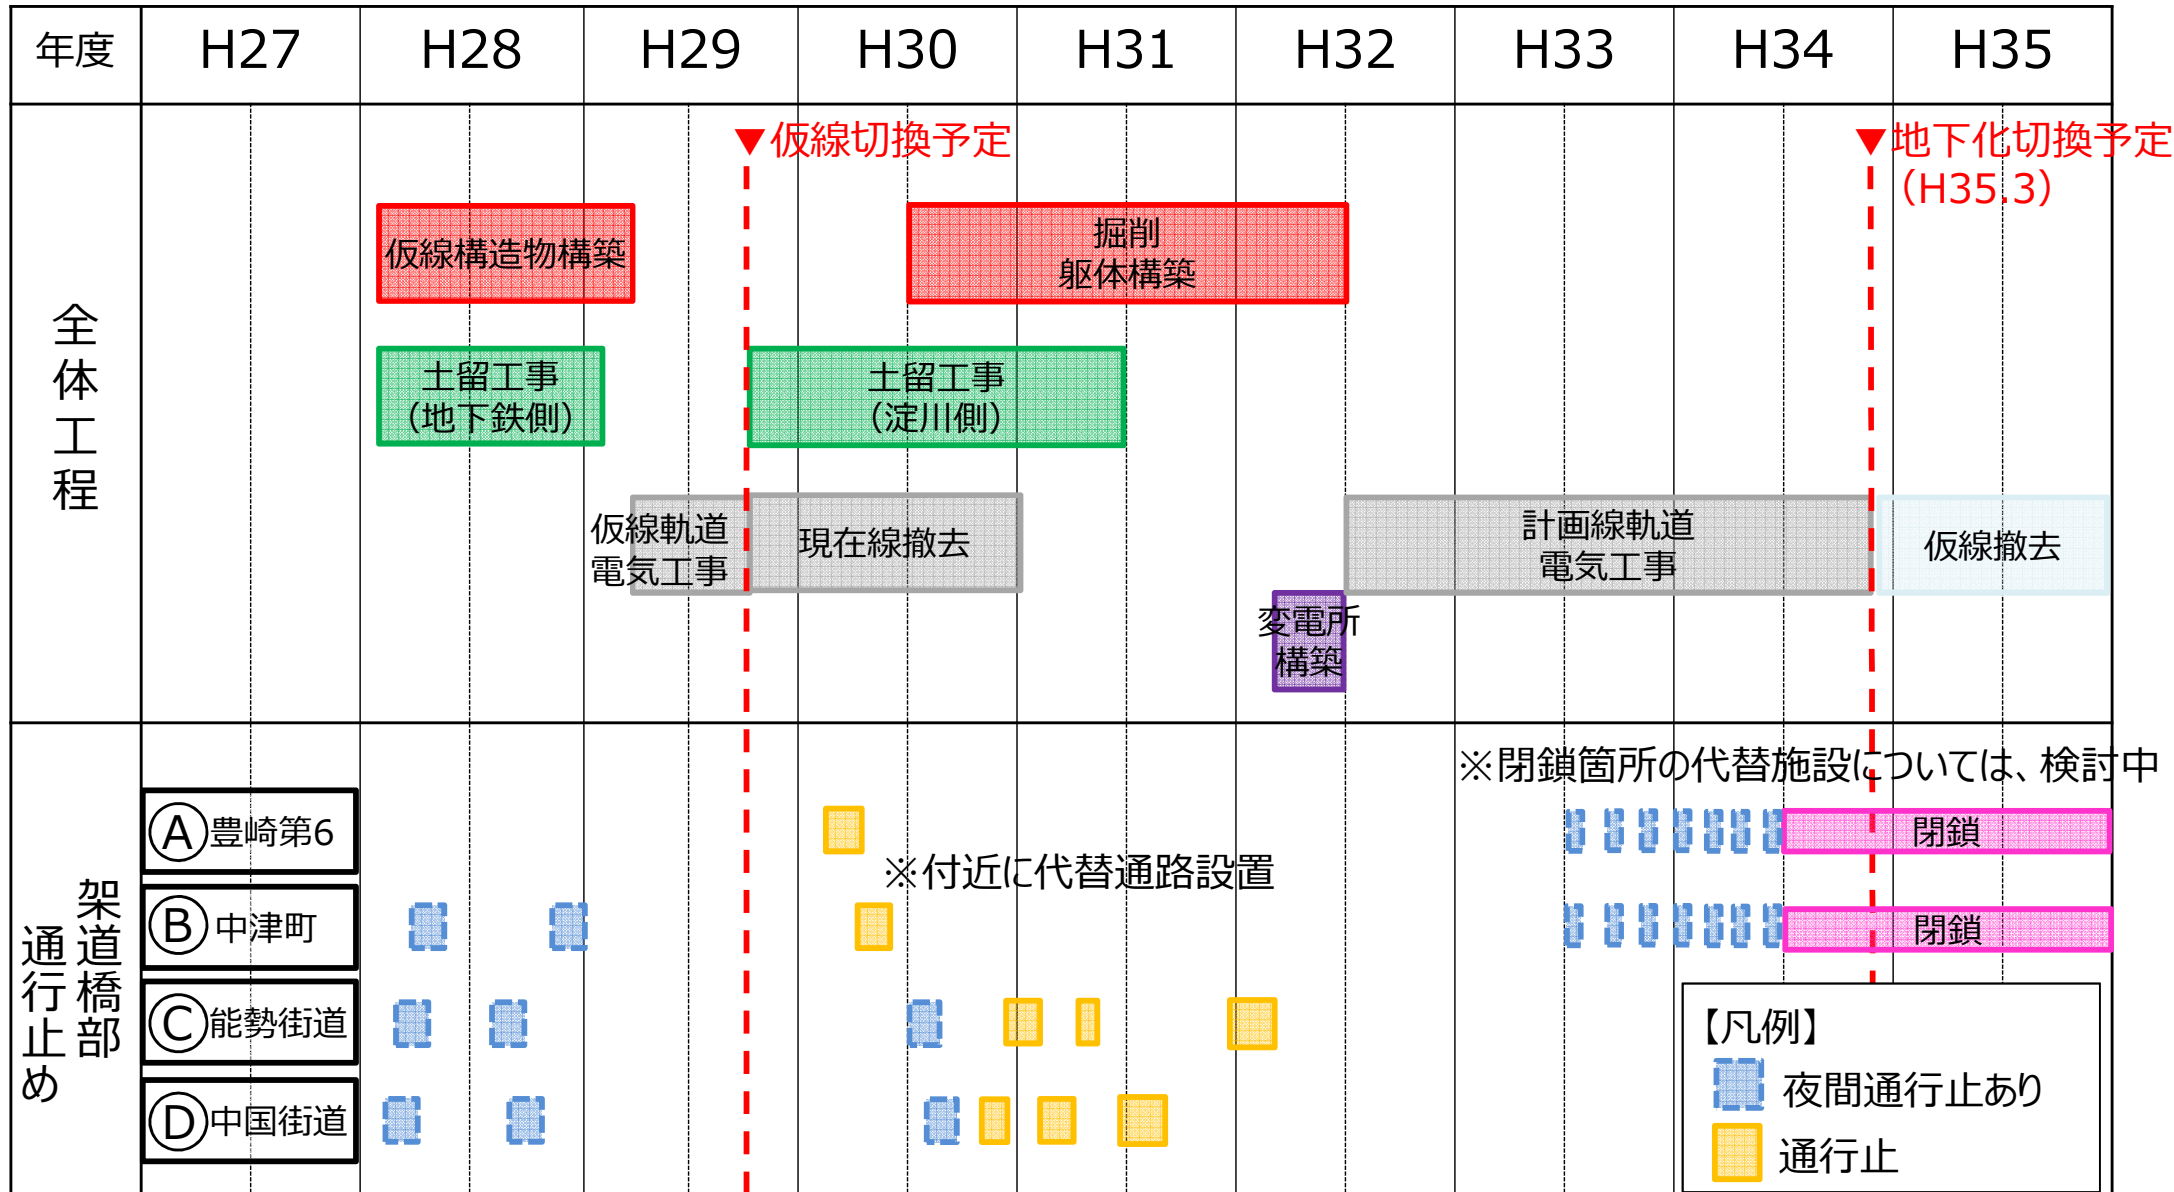 年度 H27 H28 H29 H30 H31 H32 H33 H34 H35
▼仮線切換予定
▼地下化切換予定
（H35.3）
全体工程
仮線構造物構築
掘削
躯体構築
土留工事
（地下鉄側）
土留工事
（淀川側）
仮線軌道
電気工事
現在線撤去
計画線軌道
電気工事
仮線撤去
変電所
構築
架道橋部
通行止め
※閉鎖箇所の代替施設については、検討中
Ⓐ豊崎第6
閉鎖
※付近に代替通路設置
Ⓑ中津町
閉鎖
Ⓒ能勢街道
Ⓓ中国街道
【凡例】
夜間通行止あり
通行止